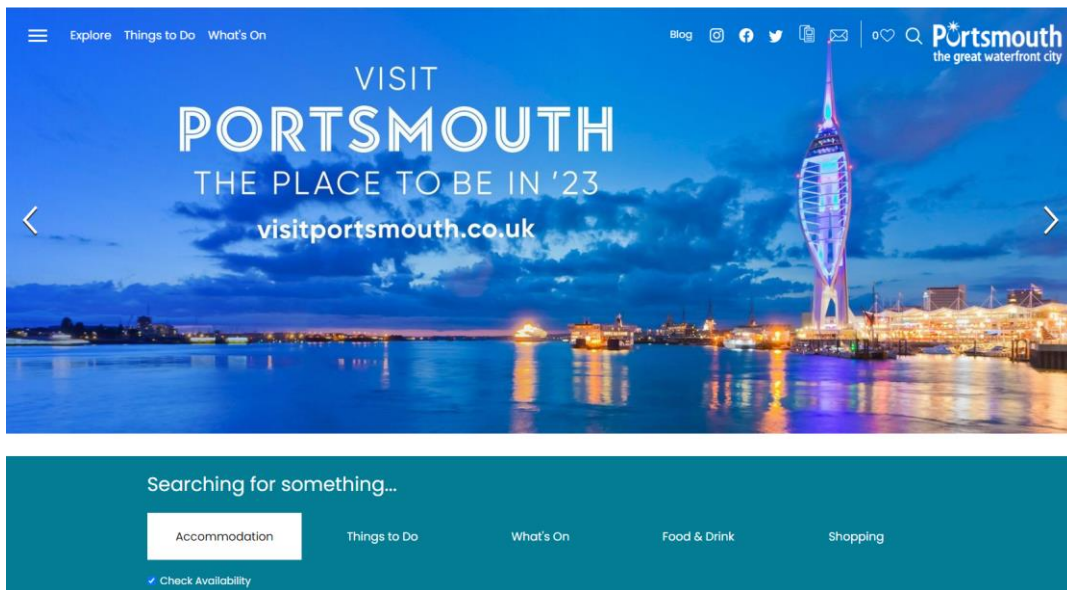 Explore Things to Do What's On
Blog
0
Portsmouth
the great waterfront city
VISIT
PORTSMOUTH
THE PLACE TO BE IN '23
visitportsmouth.co.uk
Searching for something...
Accommodation
Things to Do
What's On
Food & Drink
Shopping
Check Availability